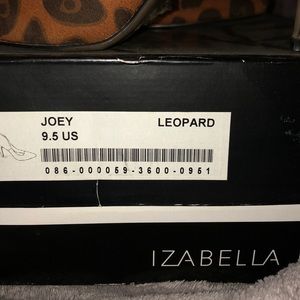 JOEY LEOPARD
9.5 US
086-000059-3600-0951
IZABELLA